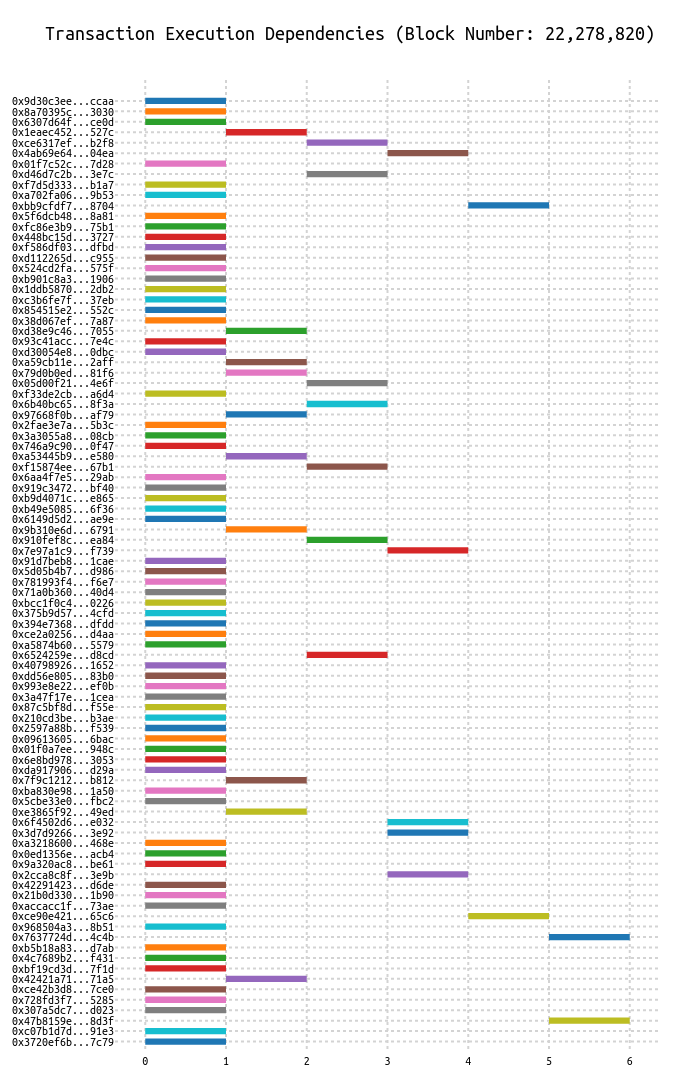 Transaction Execution Dependencies (Block Number: 22,278,820)
0x9d30c3ee...ccaa
0x8a70395c...3030
0x6307d64f...ce0d
0x1eaec452...527c
0xce6317ef...b2f8
0x4ab69e64...04ea
0x01f7c52c...7d28
0xd46d7c2b...3e7c
0xf7d5d333...b1a7
0xa702fa06...9b53
0xbb9cfdf7...8704
0x5f6dcb48...8a81
0xfc86e3b9...75b1
0x448bc15d...3727
0xf586df03...dfbd
0xd112265d...c955
0x524cd2fa...575f
0xb901c8a3...1906
0x1ddb5870...2db2
0xc3b6fe7f...37eb
0x854515e2...552c
0x38d067ef...7a87
0xd38e9c46...7055
0x93c41acc...7e4c
0xd30054e8...0dbc
0xa59cb11e...2aff
0x79d0b0ed...81f6
0x05d00f21...4e6f
0xf33de2cb...a6d4
0x6b40bc65...8f3a
0x97668f0b...af79
0x2fae3e7a...5b3c
0x3a3055a8...08cb
0x746a9c90...0f47
0xa53445b9...e580
0xf15874ee...67b1
0x6aa4f7e5...29ab
0x919c3472...bf40
0xb9d4071c...e865
0xb49e5085...6f36
0x6149d5d2...ae9e
0x9b310e6d...6791
0x910fef8c...ea84
0x7e97a1c9...f739
0x91d7beb8...1cae
0x5d05b4b7...d986
0x781993f4...f6e7
0x71a0b360...40d4
0xbcc1f0c4...0226
0x375b9d57...4cfd
0x394e7368...dfdd
0xce2a0256...d4aa
0xa5874b60...5579
0x6524259e...d8cd
0x40798926...1652
0xdd56e805...83b0
0x993e8e22...ef0b
0x3a47f17e...1cea
0x87c5bf8d...f55e
0x210cd3be...b3ae
0x2597a88b...f539
0x09613605...6bac
0x01f0a7ee...948c
0x6e8bd978...3053
0xda917906...d29a
0x7f9c1212...b812
0xba830e98...1a50
0x5cbe33e0...fbc2
0xe3865f92...49ed
0x6f4502d6...e032
0x3d7d9266...3e92
0xa3218600...468e
0x0ed1356e...acb4
0x9a320ac8...be61
0x2cca8c8f...3e9b
0x42291423...d6de
0x21b0d330...1b90
0xaccacc1f...73ae
0xce90e421...65c6
0x968504a3...8b51
0x7637724d...4c4b
0xb5b18a83...d7ab
0x4c7689b2...f431
0xbf19cd3d...7f1d
0x42421a71...71a5
0xce42b3d8...7ce0
0x728fd3f7...5285
0x307a5dc7...d023
0x47b8159e...8d3f
0xc07b1d7d...91e3
0x3720ef6b...7c79
0 1 2 3 4 5 6